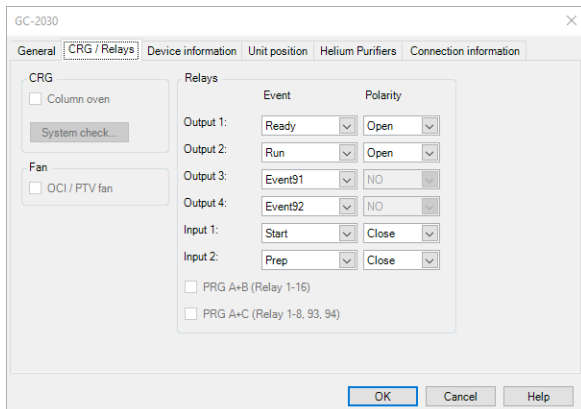 GC-2030
General CRG / Relays Device information Unit position Helium Purifiers Connection information
CRG
Column oven
System check...
Fan
OCI / PTV fan
Relays
Event Polarity
Output 1: Ready Open
Output 2: Run Open
Output 3: Event91 NO
Output 4: Event92 NO
Input 1: Start Close
Input 2: Prep Close
PRG A+B (Relay 1-16)
PRG A+C (Relay 1-8, 93, 94)
OK Cancel Help